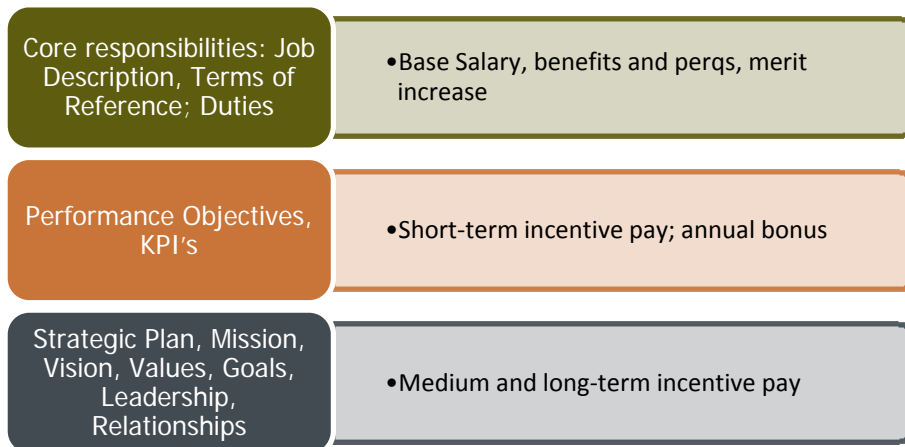 Core responsibilities: Job
Description, Terms of
Reference; Duties
•Base Salary, benefits and perqs, merit
increase
Performance Objectives,
KPI's
•Short-term incentive pay; annual bonus
Strategic Plan, Mission,
Vision, Values, Goals,
Leadership,
Relationships
•Medium and long-term incentive pay